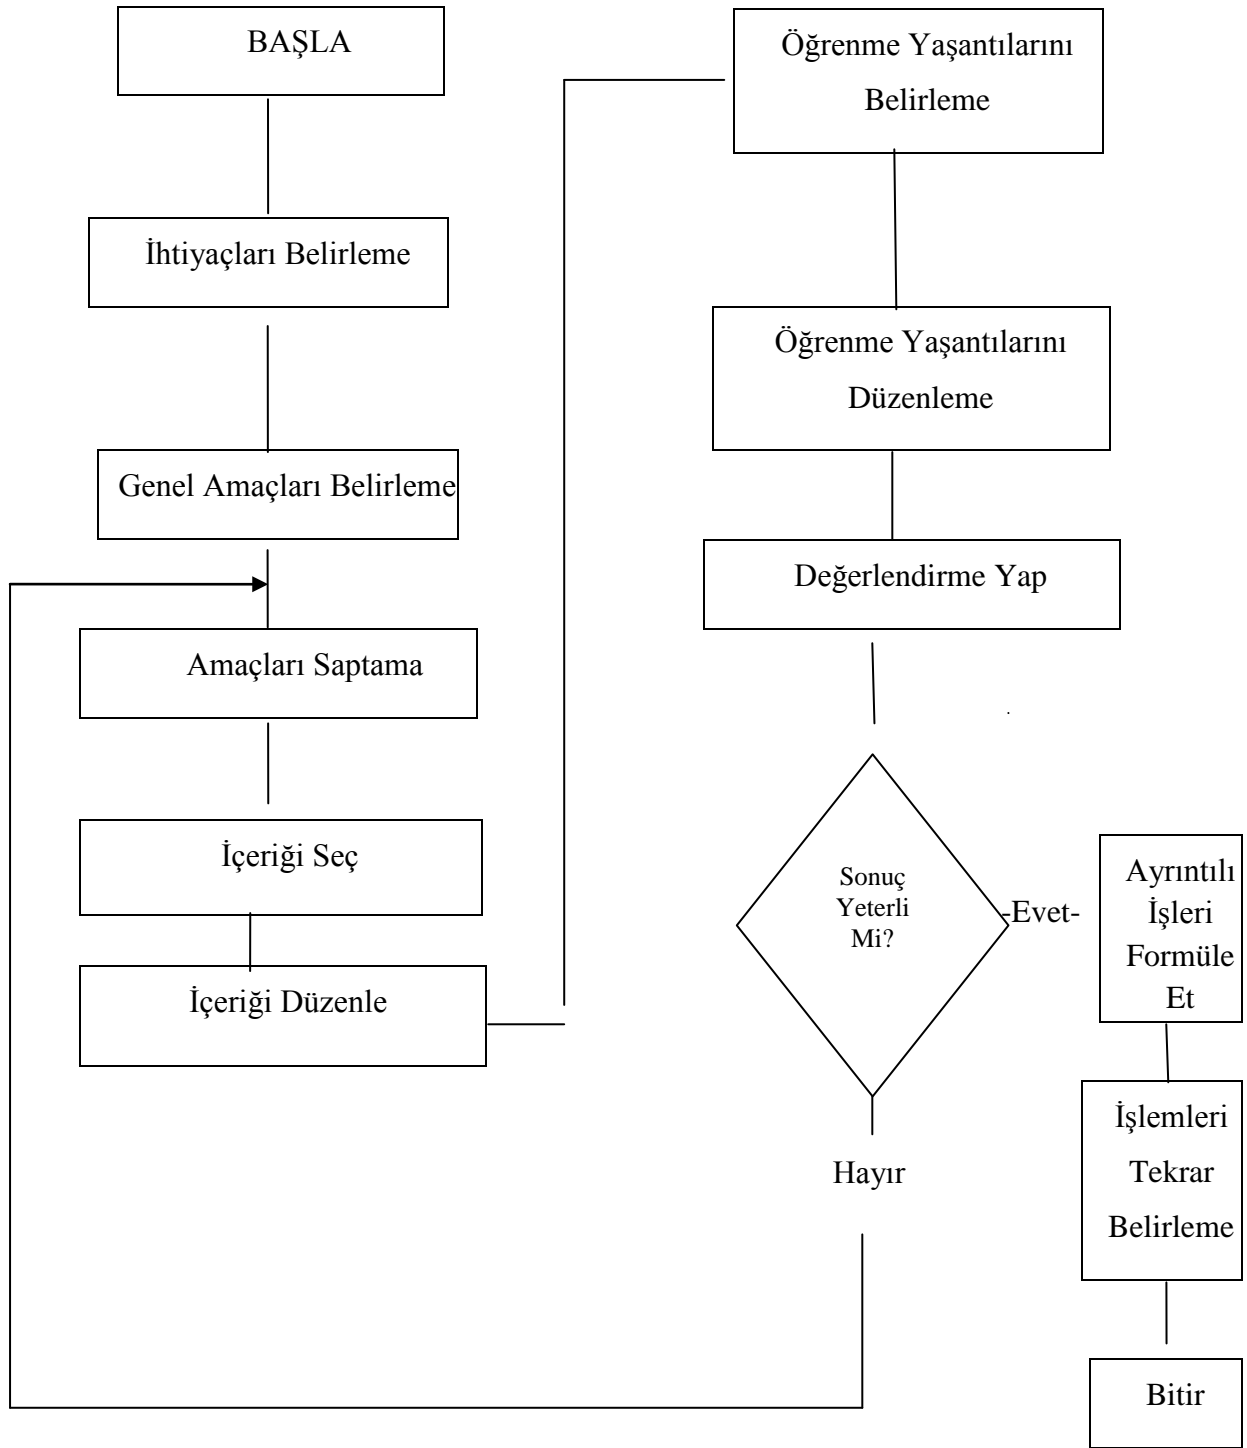 BAŞLA
İhtiyaçları Belirleme
Genel Amaçları Belirleme
Amaçları Saptama
İçeriği Seç
İçeriği Düzenle
Öğrenme Yaşantılarını
Belirleme
Öğrenme Yaşantılarını
Düzenleme
Değerlendirme Yap
Sonuç
Yeterli
Mi?
-Evet-
Hayır
Ayrıntılı
İşleri
Formüle
Et
İşlemleri
Tekrar
Belirleme
Bitir